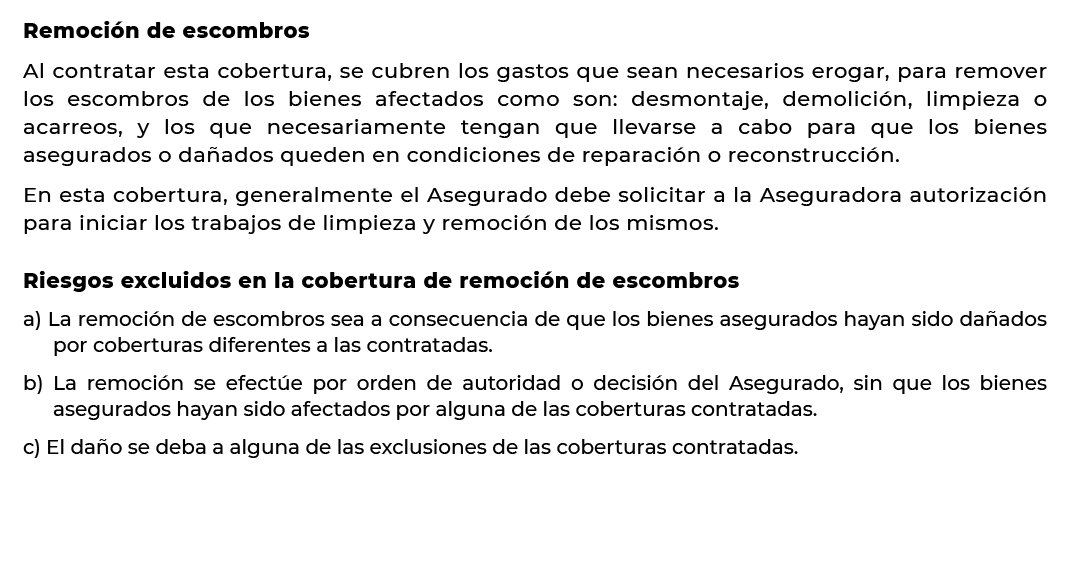 Remoción de escombros
Al contratar esta cobertura, se cubren los gastos que sean necesarios erogar, para remover
los escombros de los bienes afectados como son: desmontaje, demolición, limpieza o
acarreos, y los que necesariamente tengan que llevarse a cabo para que los bienes
asegurados o dañados queden en condiciones de reparación o reconstrucción.
En esta cobertura, generalmente el Asegurado debe solicitar a la Aseguradora autorización
para iniciar los trabajos de limpieza y remoción de los mismos.
Riesgos excluidos en la cobertura de remoción de escombros
a) La remoción de escombros sea a consecuencia de que los bienes asegurados hayan sido dañados
por coberturas diferentes a las contratadas.
b) La remoción se efectúe por orden de autoridad o decisión del Asegurado, sin que los bienes
asegurados hayan sido afectados por alguna de las coberturas contratadas.
c) El daño se deba a alguna de las exclusiones de las coberturas contratadas.